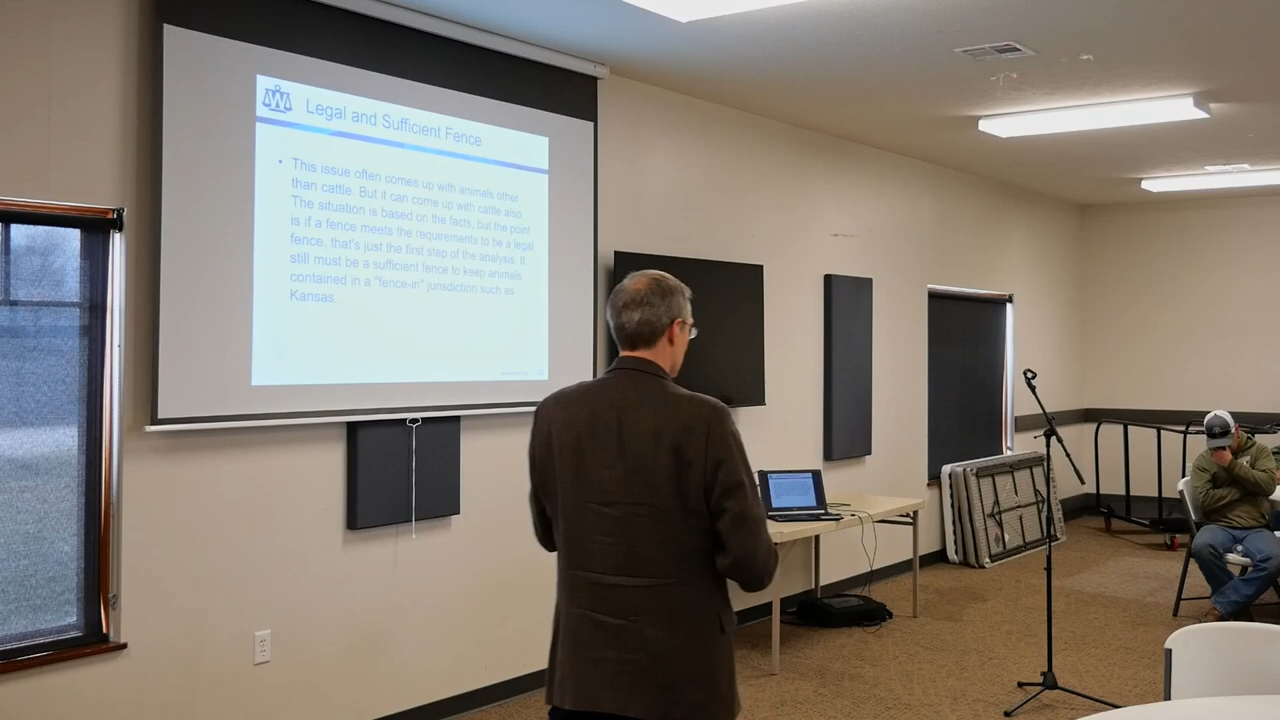 W
Legal and Sufficient Fence
• This issue often comes up with animals other
than cattle. But it can come up with cattle also.
The situation is based on the facts, but the point
is if a fence meets the requirements to be a legal
fence, that's just the first step of the analysis. It
still must be a sufficient fence to keep animals
contained in a "fence-in" jursdiction such as
Kansas.